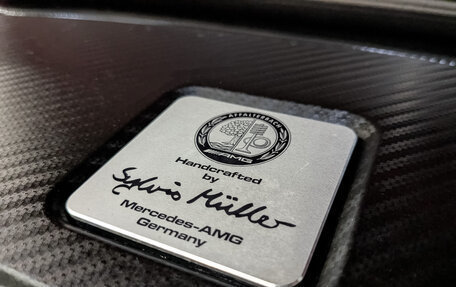 AFFALTERBACH
AMG
Handcrafted
by
Sylvio Müller
Mercedes-AMG
Germany